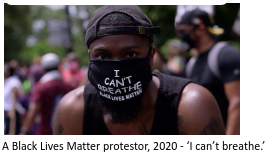 I
CAN'T
BREATHE
BLACK LIVES MATTER
A Black Lives Matter protestor, 2020 - 'I can't breathe.'